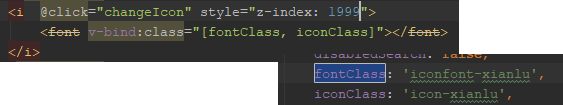 <i @click="changeIcon" style="z-index: 1999">
<font v-bind:class="[fontClass, iconClass]"></font>
</i>
disabledSearch: false,
fontClass: 'iconfont-xianlu',
iconClass: 'icon-xianlu',